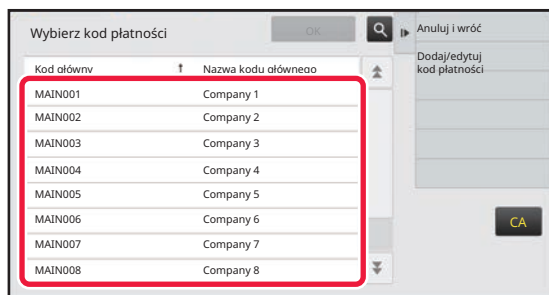 Wybierz kod płatności
OK
Anuluj i wróć
Dodaj/edytuj
kod płatności
Kod główny Nazwa kodu głównego
MAIN001 Company 1
MAIN002 Company 2
MAIN003 Company 3
MAIN004 Company 4
MAIN005 Company 5
MAIN006 Company 6
MAIN007 Company 7
MAIN008 Company 8
CA